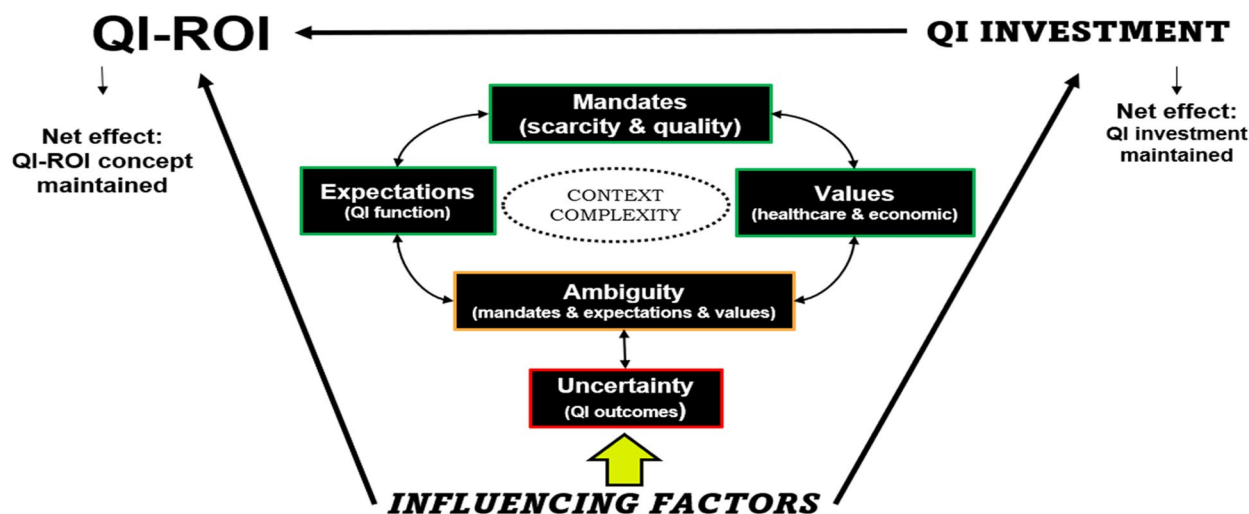 QI-ROI
QI INVESTMENT
Net effect:
QI-ROI concept
maintained
Net effect:
QI investment
maintained
Mandates
(scarcity & quality)
Expectations
(QI function)
CONTEXT
COMPLEXITY
Values
(healthcare & economic)
Ambiguity
(mandates & expectations & values)
Uncertainty
(QI outcomes)
INFLUENCING FACTORS